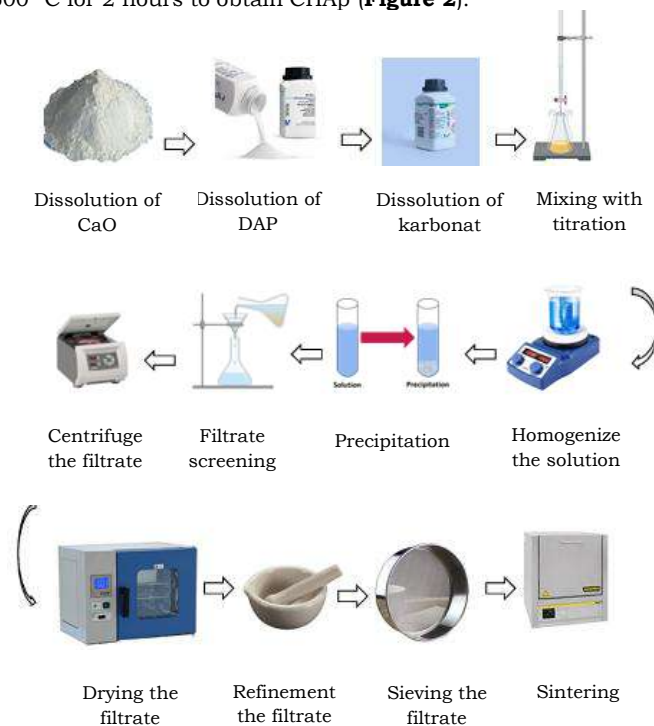 °C for 2 hours to obtain CHAp (Figure 2).
Dissolution of CaO
Dissolution of DAP
Dissolution of karbonat
Mixing with titration
Solution
Precipitation
Centrifuge the filtrate
Filtrate screening
Precipitation
Homogenize the solution
Drying the filtrate
Refinement the filtrate
Sieving the filtrate
Sintering